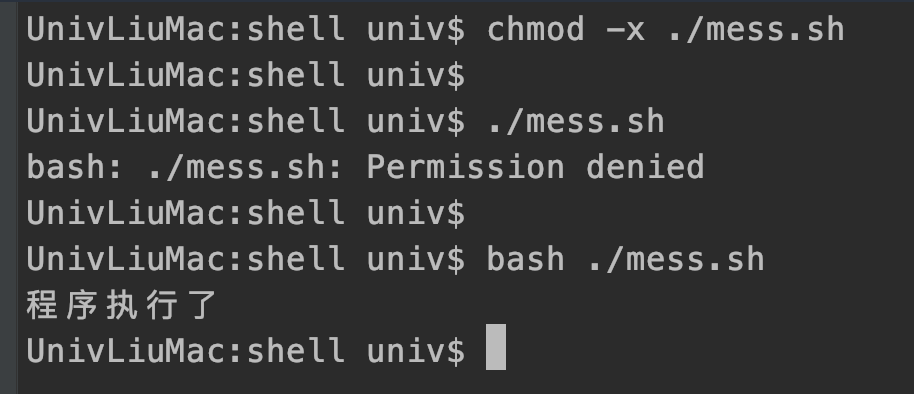 UnivLiuMac:shell univ$ chmod -x ./mess.sh
UnivLiuMac:shell univ$
UnivLiuMac:shell univ$ ./mess.sh
bash: ./mess.sh: Permission denied
UnivLiuMac:shell univ$
UnivLiuMac:shell univ$ bash ./mess.sh
程序执行了
UnivLiuMac:shell univ$